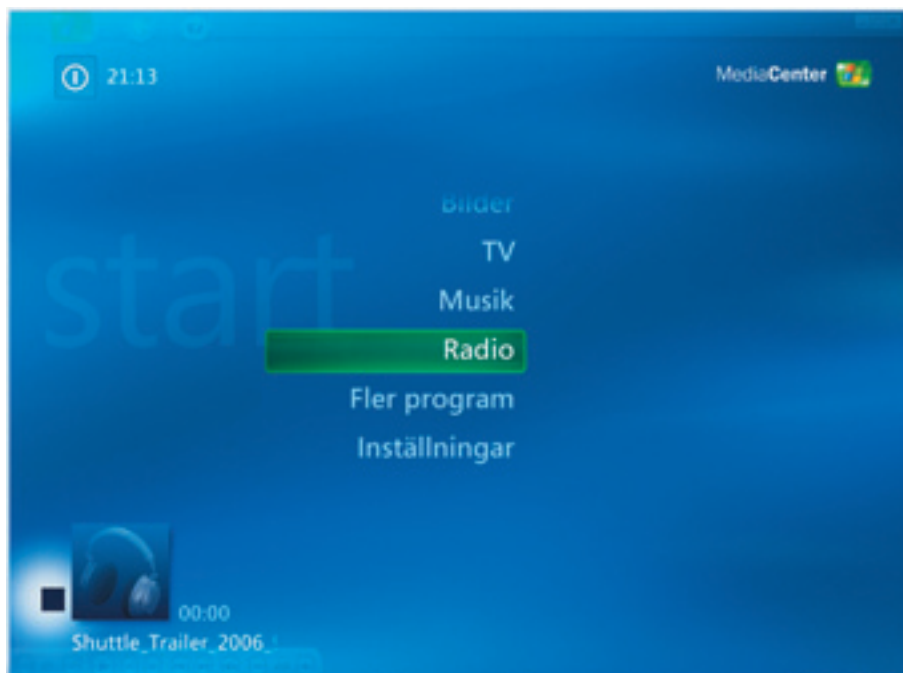 21:13
MediaCenter
Bilder
TV
start
Musik
Radio
Fler program
Inställningar
00:00
Shuttle_Trailer_2006_